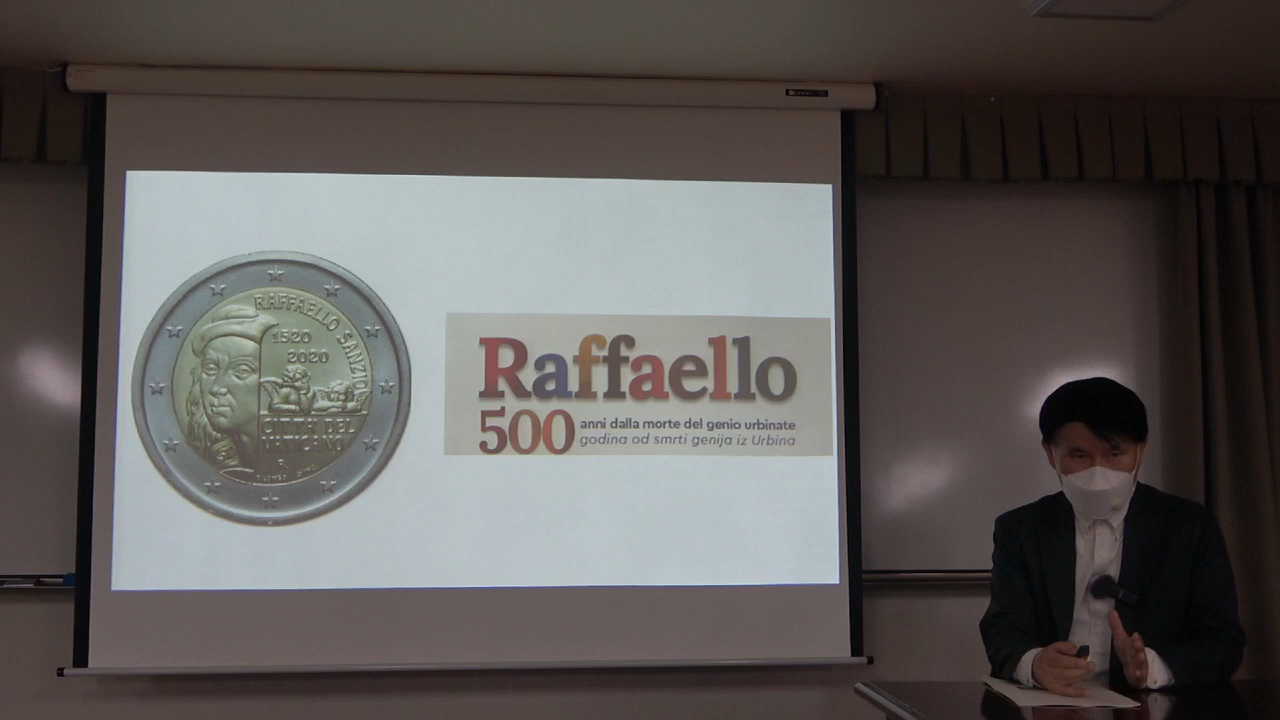 RAFFAELLO SANZIO
1520
2020
CITTÀ DEL
VATICANO
Raffaello
500 anni dalla morte del genio urbinate
godina od smrti genija iz Urbina